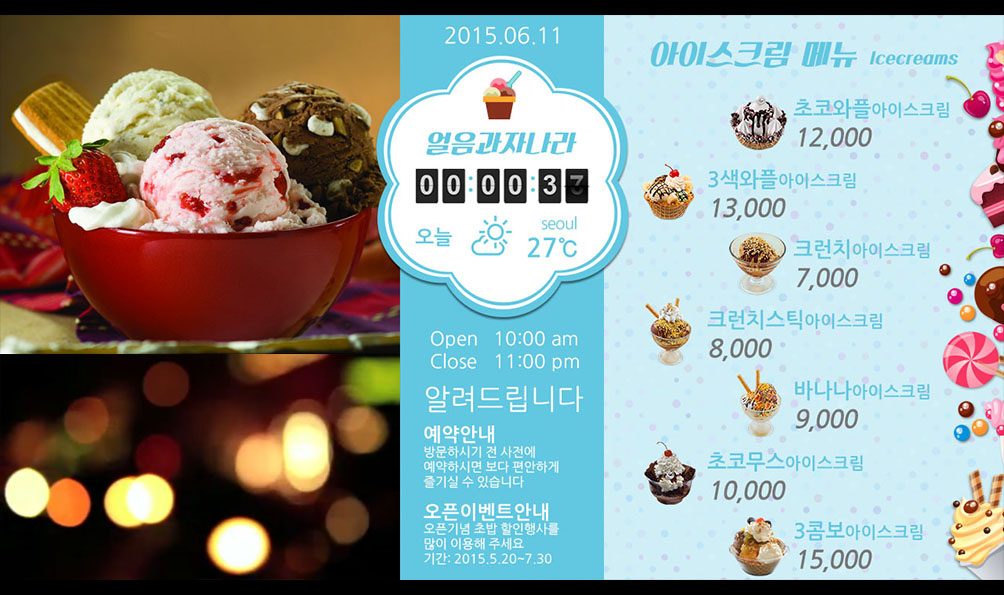 2015.06.11
얼음과자나라
00:00:37
오늘
seoul
27℃
Open 10:00 am
Close 11:00 pm
알려드립니다
예약안내
방문하시기 전 사전에
예약하시면 보다 편안하게
즐기실 수 있습니다
오픈이벤트안내
오픈기념 초밥 할인행사를
많이 이용해 주세요
기간: 2015.5.20~7.30
아이스크림 메뉴 Icecreams
초코와플아이스크림
12,000
3색와플아이스크림
13,000
크런치아이스크림
7,000
크런치스틱아이스크림
8,000
바나나아이스크림
9,000
초코무스아이스크림
10,000
3콤보아이스크림
15,000